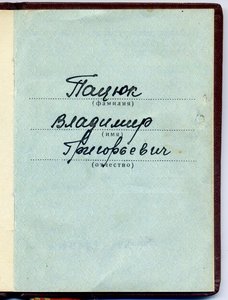 Пацюк
(фамилия)
Владимир
(имя)
Григорьевич
(отчество)